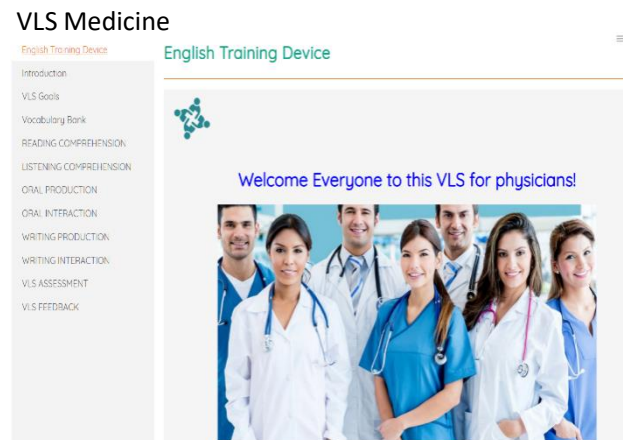 VLS Medicine
English Training Device
Introduction
VLS Goals
Vocabulary Bank
READING COMPREHENSION
LISTENING COMPREHENSION
ORAL PRODUCTION
ORAL INTERACTION
WRITING PRODUCTION
WRITING INTERACTION
VLS ASSESSMENT
VLS FEEDBACK
English Training Device
Welcome Everyone to this VLS for physicians!